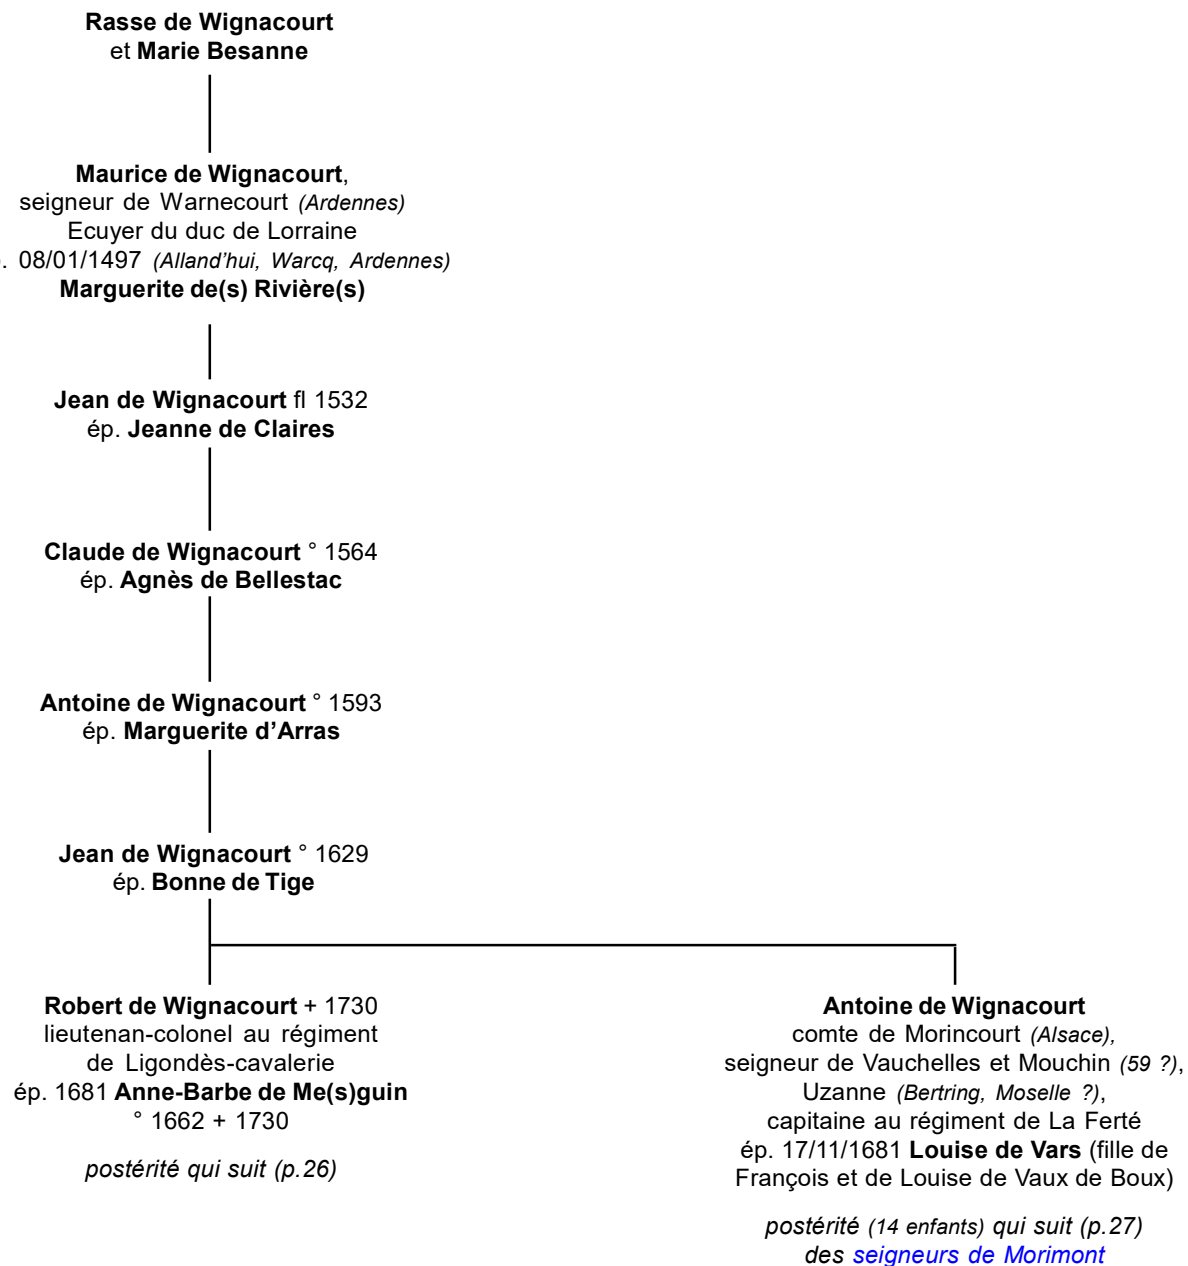 Rasse de Wignacourt
et Marie Besanne
Maurice de Wignacourt,
seigneur de Warnecourt (Ardennes)
Ecuyer du duc de Lorraine
. 08/01/1497 (Alland’hui, Warcq, Ardennes)
Marguerite de(s) Rivière(s)
Jean de Wignacourt fl 1532
ép. Jeanne de Claires
Claude de Wignacourt ° 1564
ép. Agnès de Bellestac
Antoine de Wignacourt ° 1593
ép. Marguerite d’Arras
Jean de Wignacourt ° 1629
ép. Bonne de Tige
Robert de Wignacourt + 1730
lieutenan-colonel au régiment
de Ligondès-cavalerie
ép. 1681 Anne-Barbe de Me(s)guin
° 1662 + 1730
postérité qui suit (p.26)
Antoine de Wignacourt
comte de Morincourt (Alsace),
seigneur de Vauchelles et Mouchin (59 ?),
Uzanne (Bertring, Moselle ?),
capitaine au régiment de La Ferté
ép. 17/11/1681 Louise de Vars (fille de
François et de Louise de Vaux de Boux)
postérité (14 enfants) qui suit (p.27)
des seigneurs de Morimont